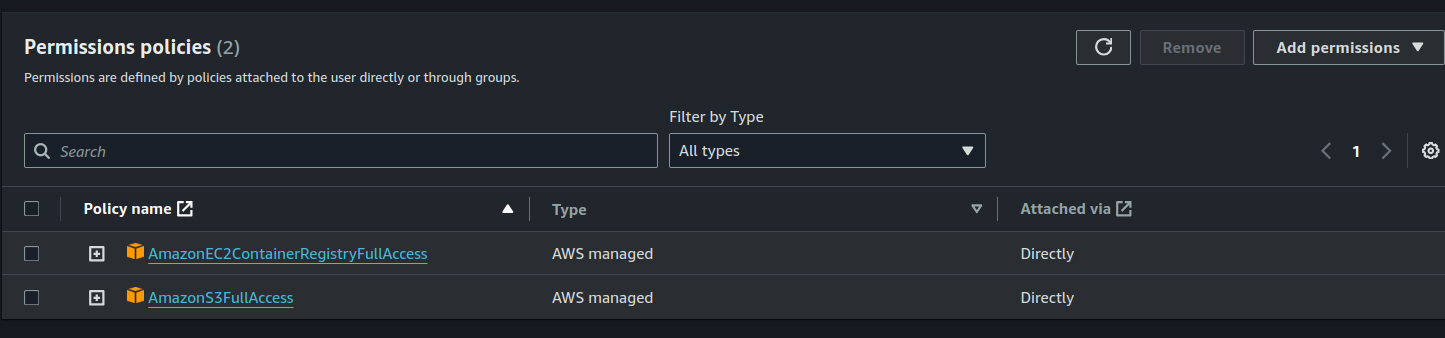 Permissions policies (2)
Remove
Add permissions
Permissions are defined by policies attached to the user directly or through groups.
Filter by Type
Search
All types
1
Policy name
Type
Attached via
AmazonEC2ContainerRegistryFullAccess
AWS managed
Directly
AmazonS3FullAccess
AWS managed
Directly